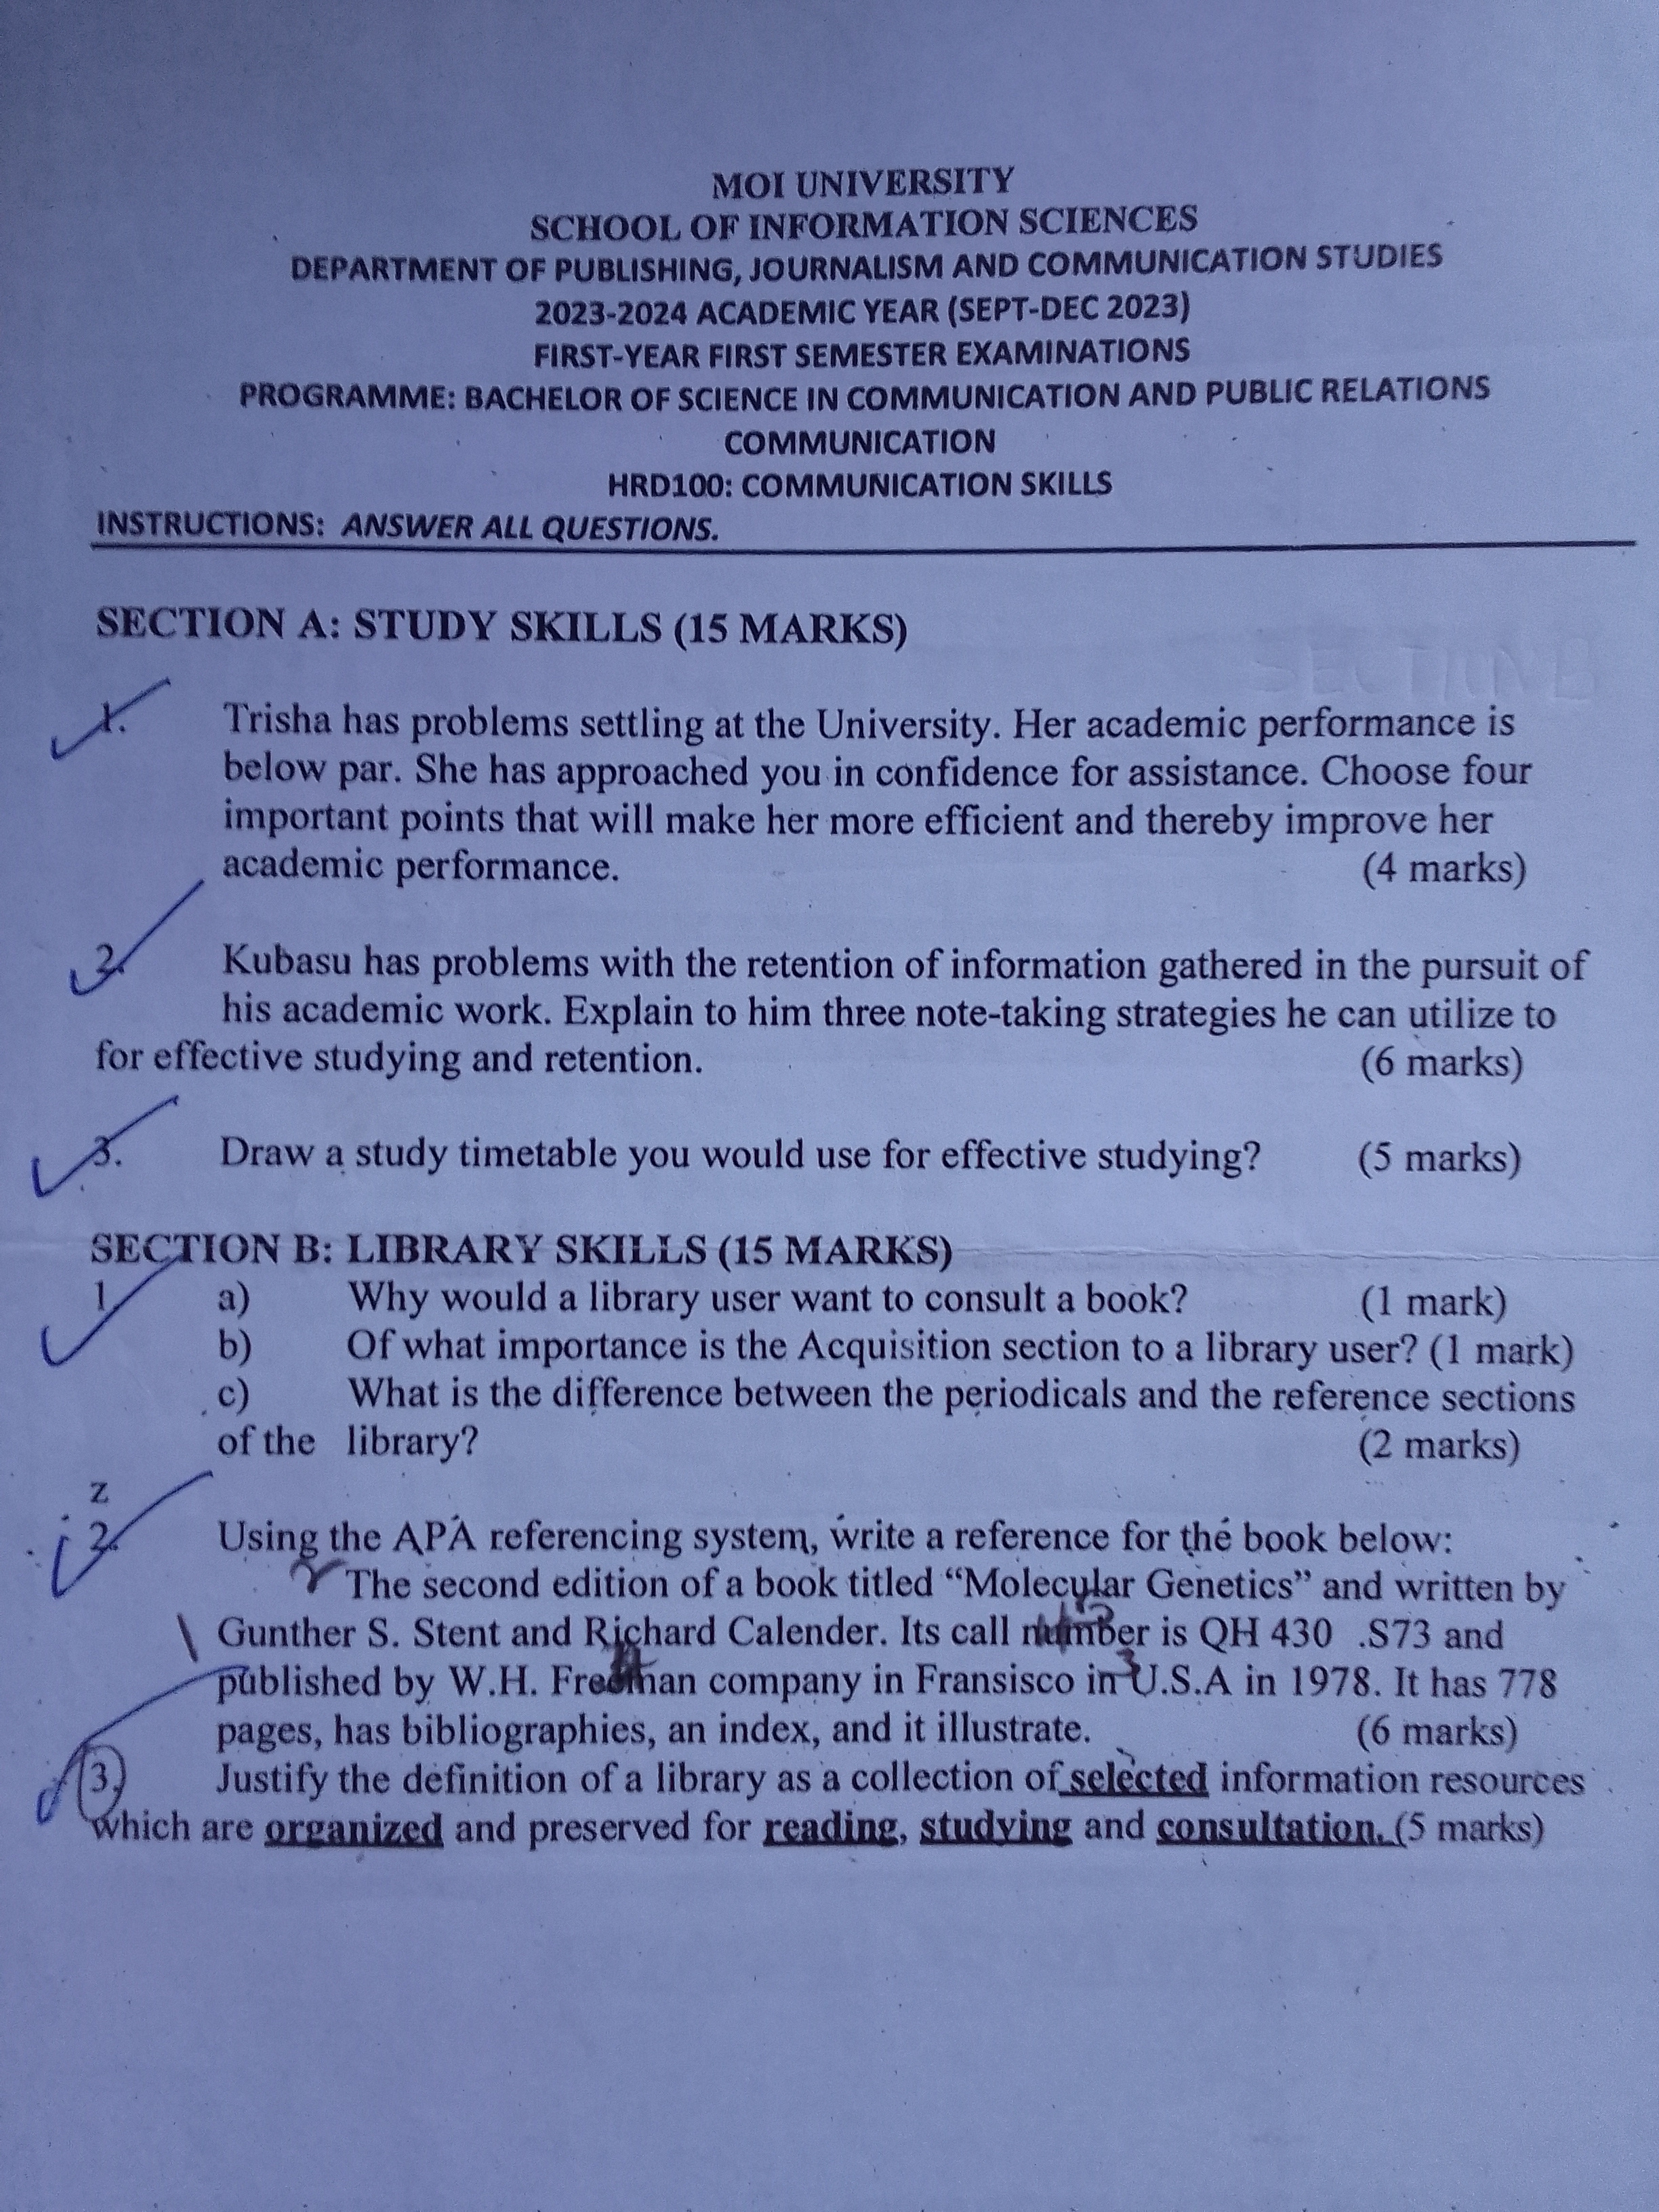 MOI UNIVERSITY
SCHOOL OF INFORMATION SCIENCES
DEPARTMENT OF PUBLISHING, JOURNALISM AND COMMUNICATION STUDIES
2023-2024 ACADEMIC YEAR (SEPT-DEC 2023)
FIRST-YEAR FIRST SEMESTER EXAMINATIONS
PROGRAMME: BACHELOR OF SCIENCE IN COMMUNICATION AND PUBLIC RELATIONS
COMMUNICATION
HRD100: COMMUNICATION SKILLS
INSTRUCTIONS: ANSWER ALL QUESTIONS.
SECTION A: STUDY SKILLS (15 MARKS)
SECTION B
1. Trisha has problems settling at the University. Her academic performance is
below par. She has approached you in confidence for assistance. Choose four
important points that will make her more efficient and thereby improve her
academic performance. (4 marks)
2. Kubasu has problems with the retention of information gathered in the pursuit of
his academic work. Explain to him three note-taking strategies he can utilize to
for effective studying and retention. (6 marks)
3. Draw a study timetable you would use for effective studying? (5 marks)
SECTION B: LIBRARY SKILLS (15 MARKS)
1 a) Why would a library user want to consult a book? (1 mark)
b) Of what importance is the Acquisition section to a library user? (1 mark)
c) What is the difference between the periodicals and the reference sections
of the library? (2 marks)
z
2. Using the APA referencing system, write a reference for the book below:
The second edition of a book titled “Molecular Genetics” and written by
Gunther S. Stent and Richard Calender. Its call number is QH 430 .S73 and
published by W.H. company in Fransisco in U.S.A in 1978. It has 778
pages, has bibliographies, an index, and it illustrate. (6 marks)
3. Justify the definition of a library as a collection of selected information resources
which are organized and preserved for reading, studying and consultation. (5 marks)